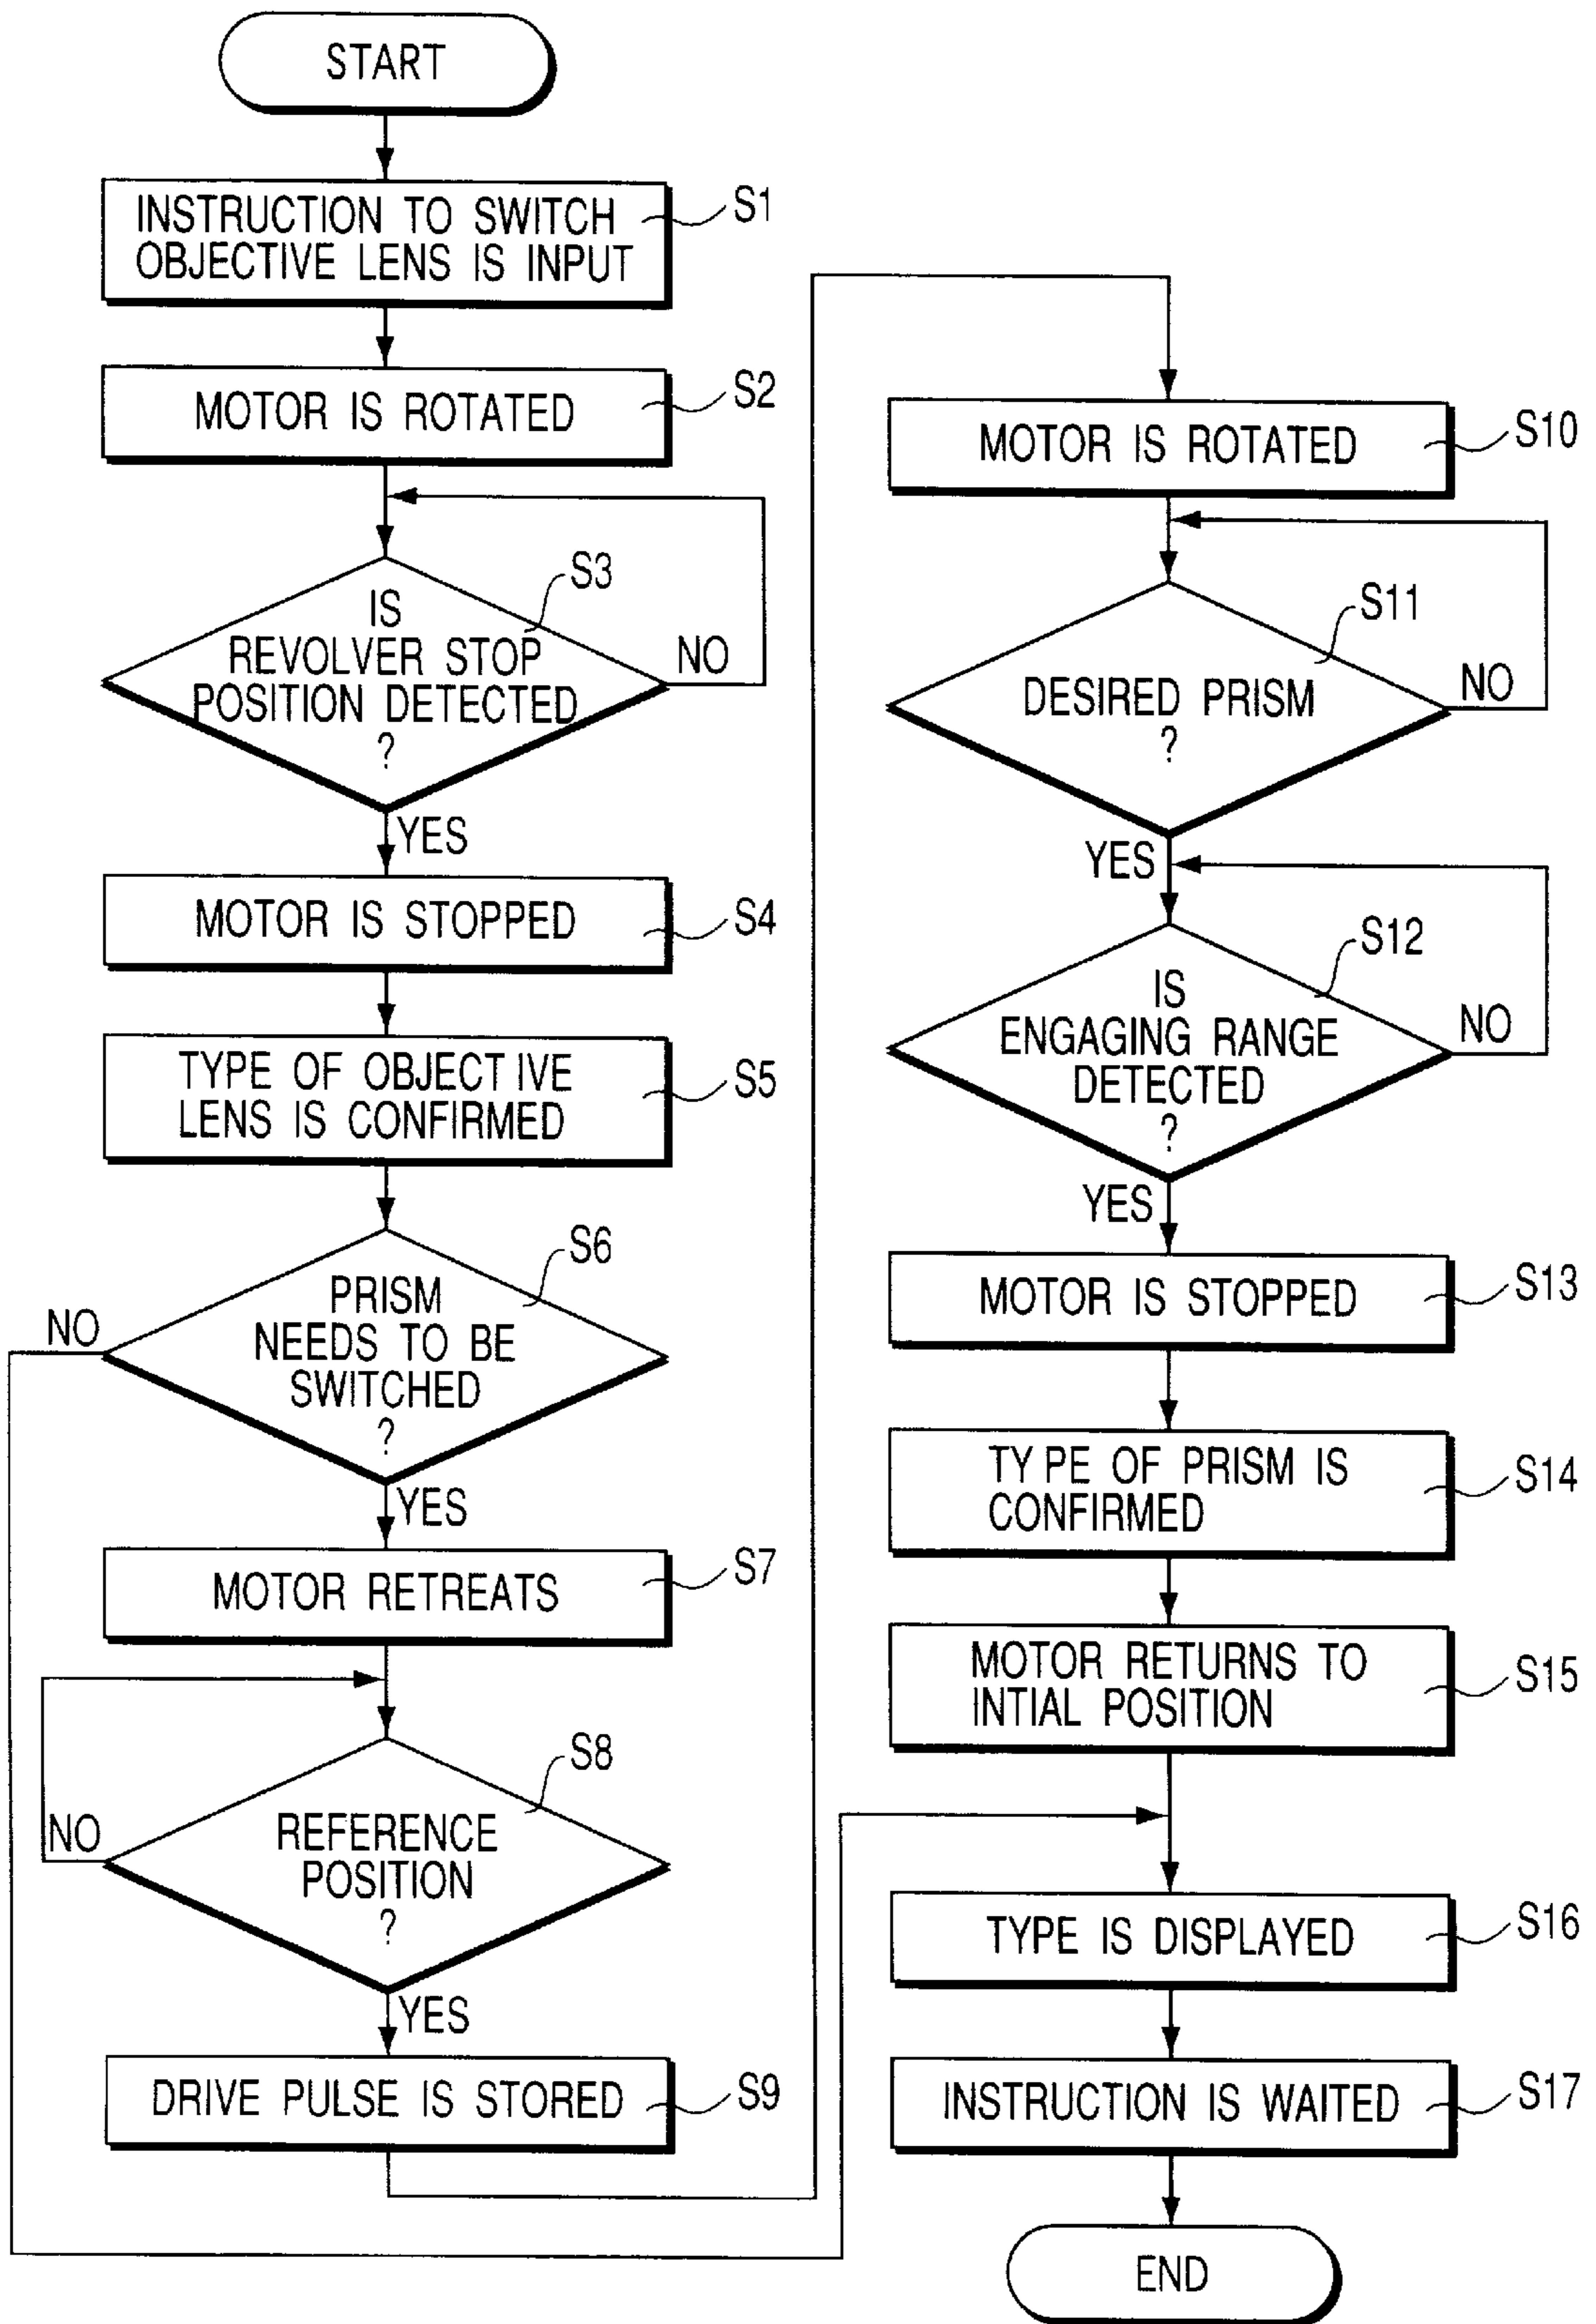 START
INSTRUCTION TO SWITCH
OBJECTIVE LENS IS INPUT
S1
MOTOR IS ROTATED
S2
IS
REVOLVER STOP
POSITION DETECTED
?
S3
NO
YES
MOTOR IS STOPPED
S4
TYPE OF OBJECTIVE
LENS IS CONFIRMED
S5
PRISM
NEEDS TO BE
SWITCHED
?
S6
NO
YES
MOTOR RETREATS
S7
REFERENCE
POSITION
?
S8
NO
YES
DRIVE PULSE IS STORED
S9
MOTOR IS ROTATED
S10
DESIRED PRISM
?
S11
NO
YES
IS
ENGAGING RANGE
DETECTED
?
S12
NO
YES
MOTOR IS STOPPED
S13
TYPE OF PRISM IS
CONFIRMED
S14
MOTOR RETURNS TO
INTIAL POSITION
S15
TYPE IS DISPLAYED
S16
INSTRUCTION IS WAITED
S17
END